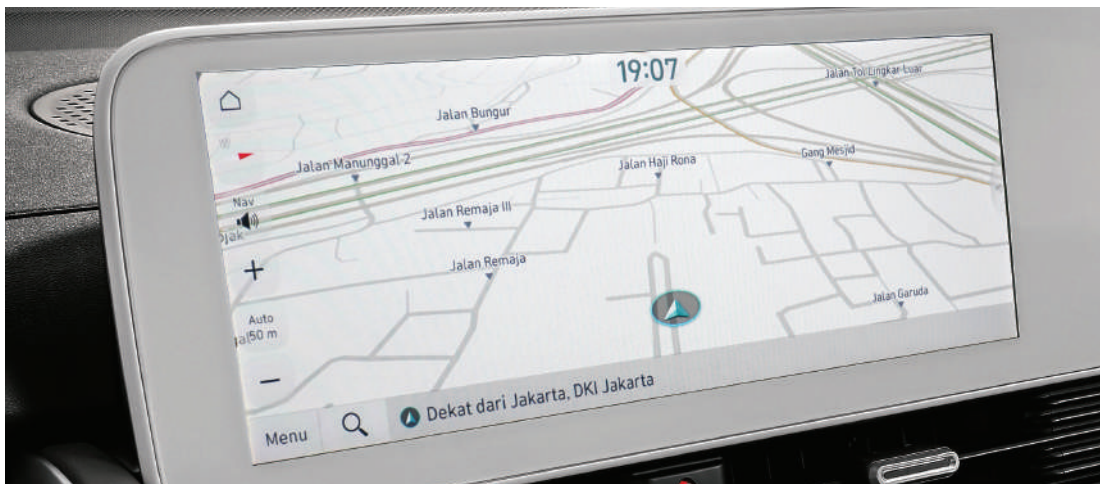 19:07
Jalan Tol Lingkar Luar
Jalan Bungur
Jalan Manunggal 2
Jalan Haji Rona
Gang Mesjid
Nav
Jalan Remaja III
Jalan Remaja
Jalan Garuda
Auto
50 m
Dekat dari Jakarta, DKI Jakarta
Menu